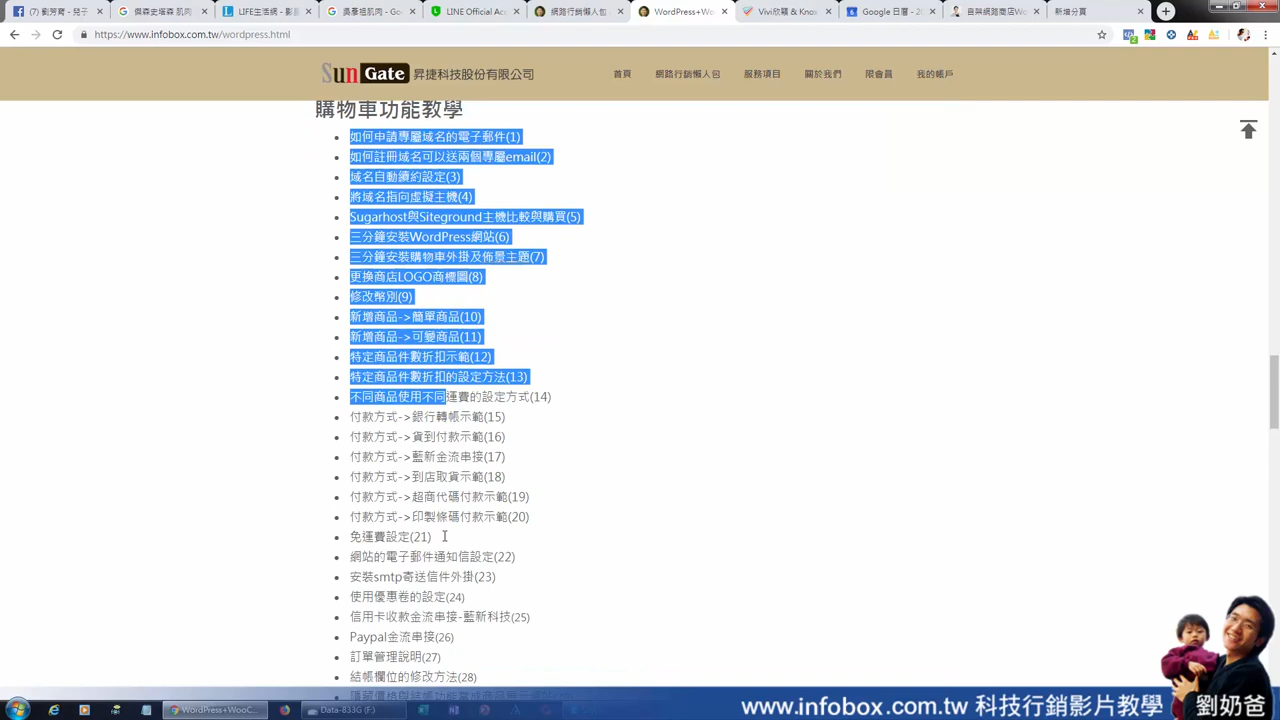 (7) 劉芳育 - 兒子
傑森史塔森 肌肉
LIFE生活網 - 影劇
吳彥祖肌肉 - Go
LINE Official Acc
網路行銷懶人包
WordPress+Wo
Vivi欣蘭 & Knox
Google 日曆 - 20
自架網路商店Wo
新分頁
https://www.infobox.com.tw/wordpress.html
Sun Gate 昇捷科技股份有限公司
首頁 網路行銷懶人包 服務項目 關於我們 限會員 我的帳戶
購物車功能教學
如何申請專屬域名的電子郵件(1)
如何註冊域名可以送兩個專屬email(2)
域名自動續約設定(3)
將域名指向虛擬主機(4)
Sugarhost與Siteground主機比較與購買(5)
三分鐘安裝WordPress網站(6)
三分鐘安裝購物車外掛及佈景主題(7)
更換商店LOGO商標圖(8)
修改幣別(9)
新增商品->簡單商品(10)
新增商品->可變商品(11)
特定商品件數折扣示範(12)
特定商品件數折扣的設定方法(13)
不同商品使用不同運費的設定方式(14)
付款方式->銀行轉帳示範(15)
付款方式->貨到付款示範(16)
付款方式->藍新金流串接(17)
付款方式->到店取貨示範(18)
付款方式->超商代碼付款示範(19)
付款方式->印製條碼付款示範(20)
免運費設定(21)
網站的電子郵件通知信設定(22)
安裝smtp寄送信件外掛(23)
使用優惠卷的設定(24)
信用卡收款金流串接-藍新科技(25)
Paypal金流串接(26)
訂單管理說明(27)
結帳欄位的修改方法(28)
WordPress+WooC
Data-833G (F:)
www.infobox.com.tw 科技行銷影片教學
劉奶爸